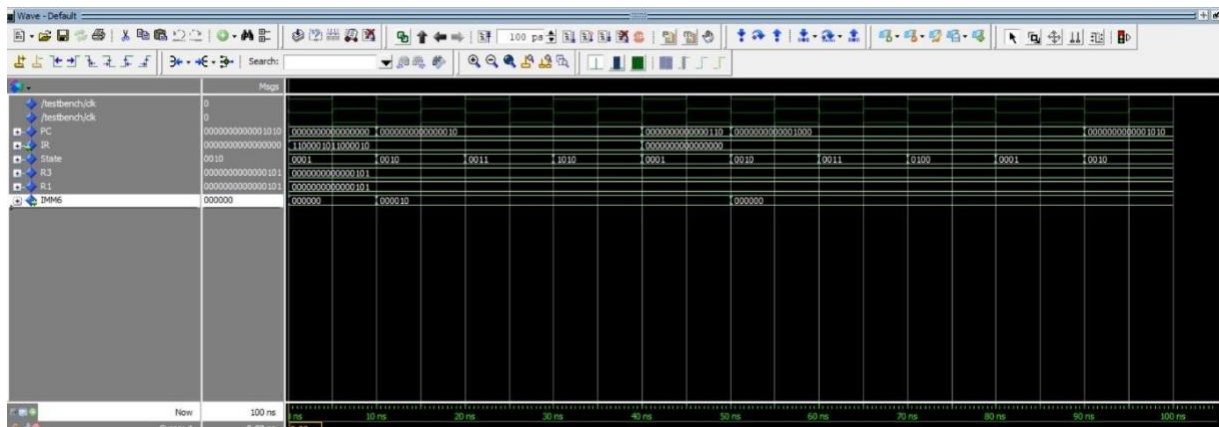 Wave - Default
100 ps
Search:
Msgs
/testbench/clk 0
/testbench/clk 0
PC 0000000000001010 0000000000000000 0000000000000010 0000000000000110 0000000000001000 0000000000001010
IR 0000000000000000 1100001011000010 0000000000000000
State 0010 0001 0010 0011 1010 0001 0010 0011 0100 0001 0010
R3 0000000000000101 0000000000000101
R1 0000000000000101 0000000000000101
IMM6 000000 000000 000010 000000
Now 100 ns 10 ns 20 ns 30 ns 40 ns 50 ns 60 ns 70 ns 80 ns 90 ns 100 ns